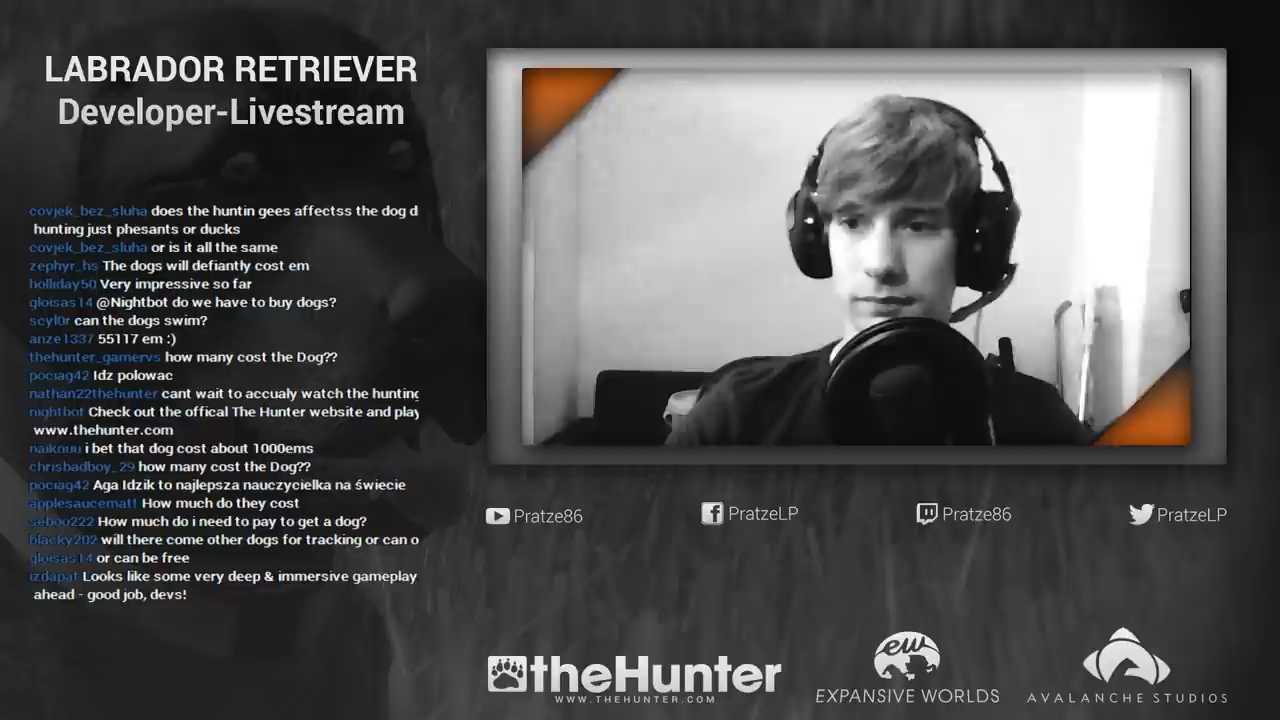 LABRADOR RETRIEVER
Developer-Livestream
covjek_bez_sluha does the huntin gees affectss the dog d
hunting just phesants or ducks
covjek_bez_sluha or is it all the same
zephyr_hs The dogs will defiantly cost em
holliday50 Very impressive so far
gloisas14 @Nightbot do we have to buy dogs?
scyl0r can the dogs swim?
anze1337 55117 em :)
thehunter_gamervs how many cost the Dog??
pociag42 Idz polowac
nathan22thehunter cant wait to accualy watch the hunting
nightbot Check out the offical The Hunter website and play
www.thehunter.com
i bet that dog cost about 1000ems
chrisbadboy_29 how many cost the Dog??
pociag42 Aga Idzik to najlepsza nauczycielka na świecie
applesaucematt How much do they cost
seboo222 How much do i need to pay to get a dog?
blacky202 will there come other dogs for tracking or can o
gloisas14 or can be free
izdapat Looks like some very deep & immersive gameplay
ahead - good job, devs!
Pratze86
PratzeLP
Pratze86
PratzeLP
theHunter
WWW.THEHUNTER.COM
ew
EXPANSIVE WORLDS
AVALANCHE STUDIOS